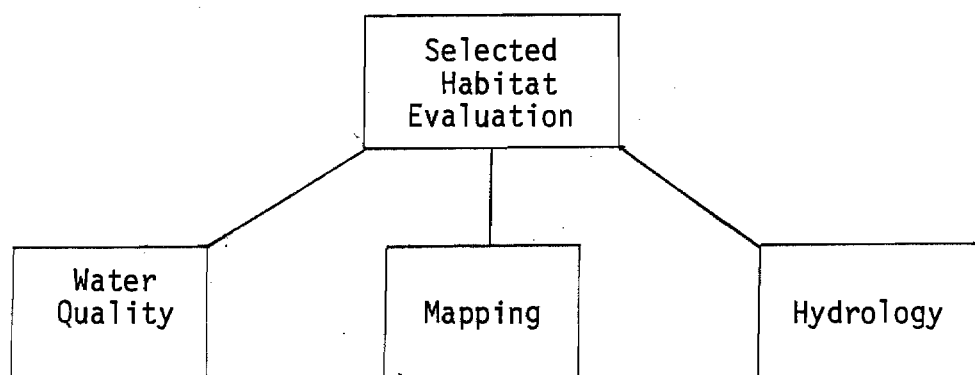 Selected
Habitat
Evaluation
Water
Quality
Mapping
Hydrology